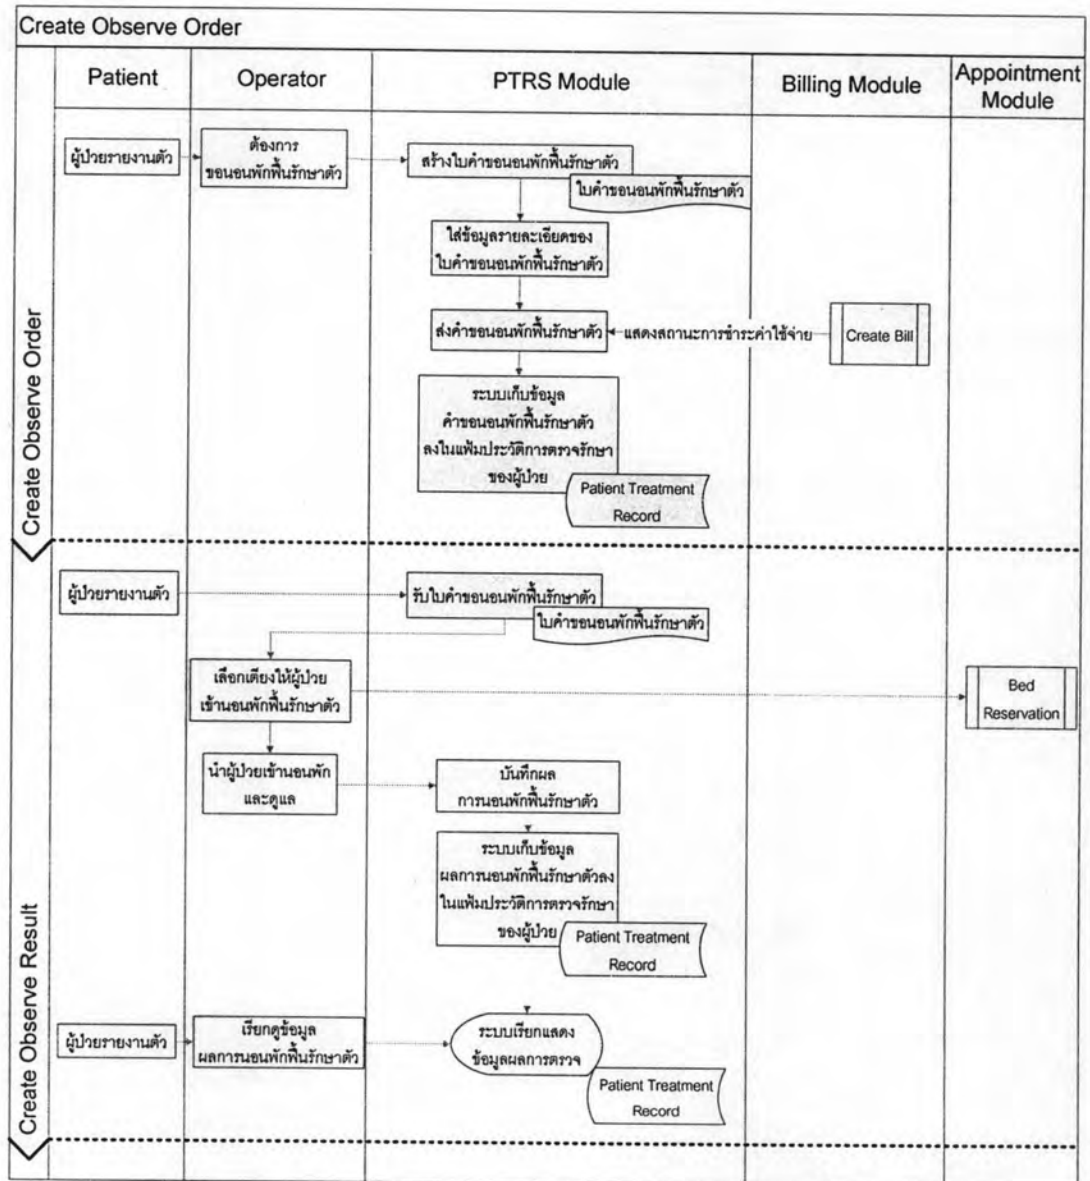 Create Observe Order
Patient
Operator
PTRS Module
Billing Module
Appointment
Module
Create Observe Order
ผู้ป่วยรายงานตัว
ต้องการ
ขอนอนพักฟื้นรักษาตัว
สร้างใบคำขอนอนพักฟื้นรักษาตัว
ใบคำขอนอนพักฟื้นรักษาตัว
ใส่ข้อมูลรายละเอียดของ
ใบคำขอนอนพักฟื้นรักษาตัว
ส่งคำขอนอนพักฟื้นรักษาตัว
แสดงสถานะการชำระค่าใช้จ่าย
Create Bill
ระบบเก็บข้อมูล
คำขอนอนพักฟื้นรักษาตัว
ลงในแฟ้มประวัติการตรวจรักษา
ของผู้ป่วย
Patient Treatment
Record
Create Observe Result
ผู้ป่วยรายงานตัว
รับใบคำขอนอนพักฟื้นรักษาตัว
ใบคำขอนอนพักฟื้นรักษาตัว
เลือกเตียงให้ผู้ป่วย
เข้านอนพักฟื้นรักษาตัว
Bed
Reservation
นำผู้ป่วยเข้านอนพัก
และดูแล
บันทึกผล
การนอนพักฟื้นรักษาตัว
ระบบเก็บข้อมูล
ผลการนอนพักฟื้นรักษาตัวลง
ในแฟ้มประวัติการตรวจรักษา
ของผู้ป่วย
Patient Treatment
Record
ผู้ป่วยรายงานตัว
เรียกดูข้อมูล
ผลการนอนพักฟื้นรักษาตัว
ระบบเรียกแสดง
ข้อมูลผลการตรวจ
Patient Treatment
Record